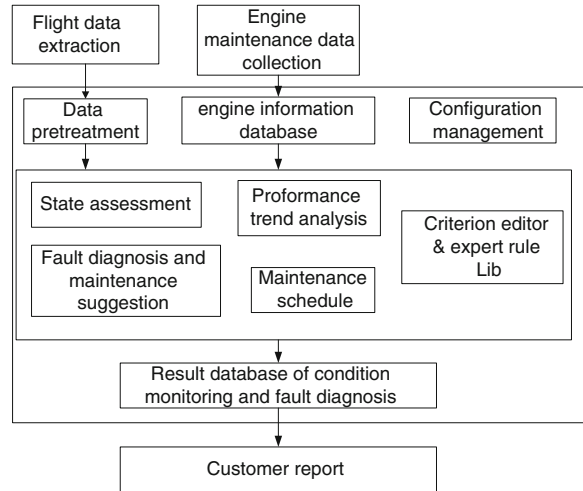 Flight data
extraction
Engine
maintenance data
collection
Data
pretreatment
engine information
database
Configuration
management
State assessment
Proformance
trend analysis
Criterion editor
& expert rule
Lib
Fault diagnosis and
maintenance
suggestion
Maintenance
schedule
Result database of condition
monitoring and fault diagnosis
Customer report